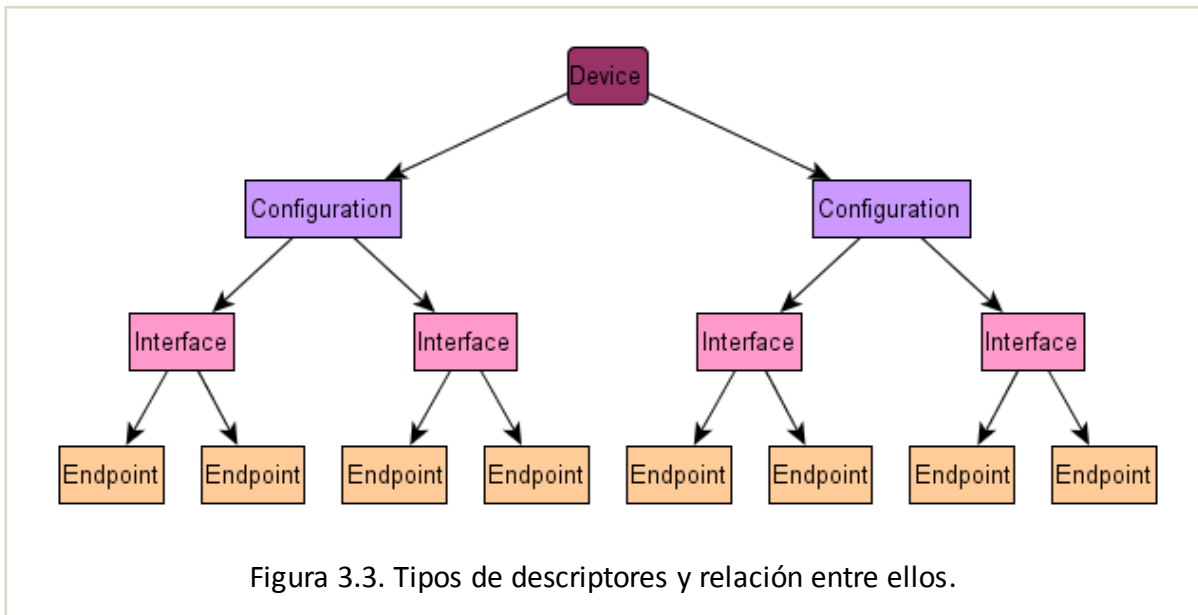 Device
Configuration
Configuration
Interface
Interface
Interface
Interface
Endpoint
Endpoint
Endpoint
Endpoint
Endpoint
Endpoint
Endpoint
Endpoint
Figura 3.3. Tipos de descriptores y relación entre ellos.